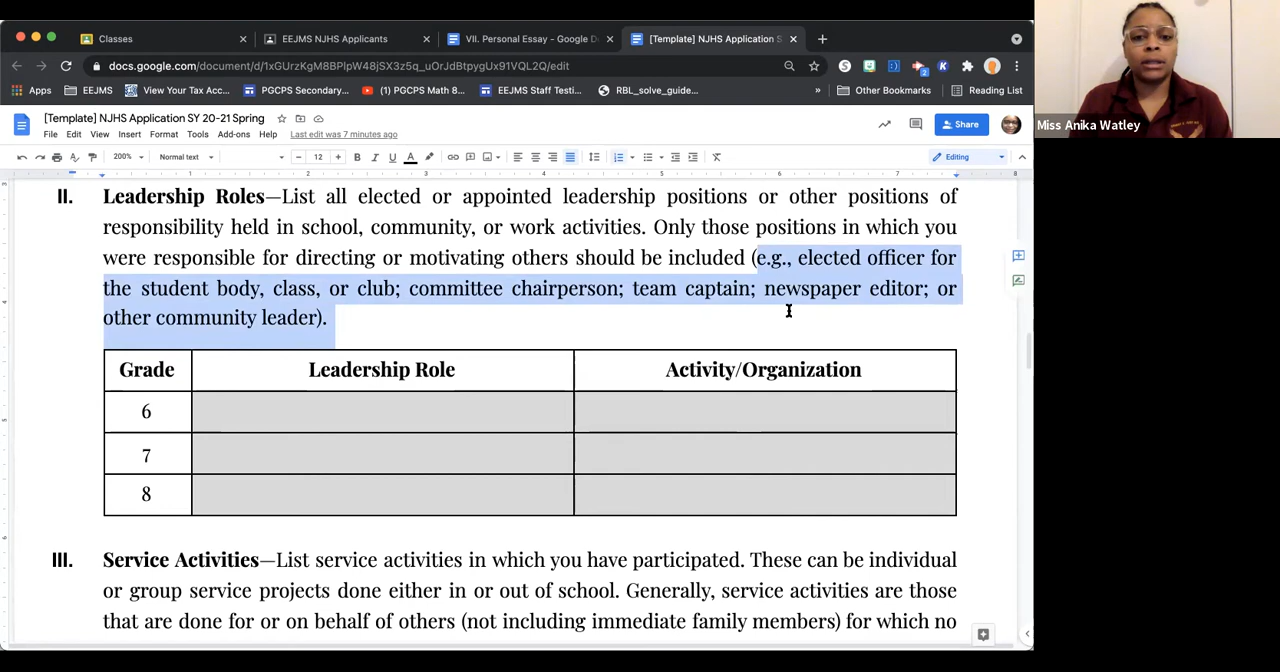 Classes
EEJMS NJHS Applicants
VII. Personal Essay - Google D
[Template] NJHS Application S
docs.google.com/document/d/1xGUrzKgM8BPlpW48jSX3z5q_uOrJdBtpygUx91VQL2Q/edit
Apps
EEJMS
View Your Tax Acc...
PGCPS Secondary...
(1) PGCPS Math 8...
EEJMS Staff Testi...
RBL_solve_guide...
»
Other Bookmarks
Reading List
[Template] NJHS Application SY 20-21 Spring
File Edit View Insert Format Tools Add-ons Help Last edit was 7 minutes ago
Share
200% Normal text 12 Editing
II. Leadership Roles—List all elected or appointed leadership positions or other positions of
responsibility held in school, community, or work activities. Only those positions in which you
were responsible for directing or motivating others should be included (e.g., elected officer for
the student body, class, or club; committee chairperson; team captain; newspaper editor; or
other community leader).
Grade Leadership Role Activity/Organization
6
7
8
III. Service Activities—List service activities in which you have participated. These can be individual
or group service projects done either in or out of school. Generally, service activities are those
that are done for or on behalf of others (not including immediate family members) for which no
Miss Anika Watley